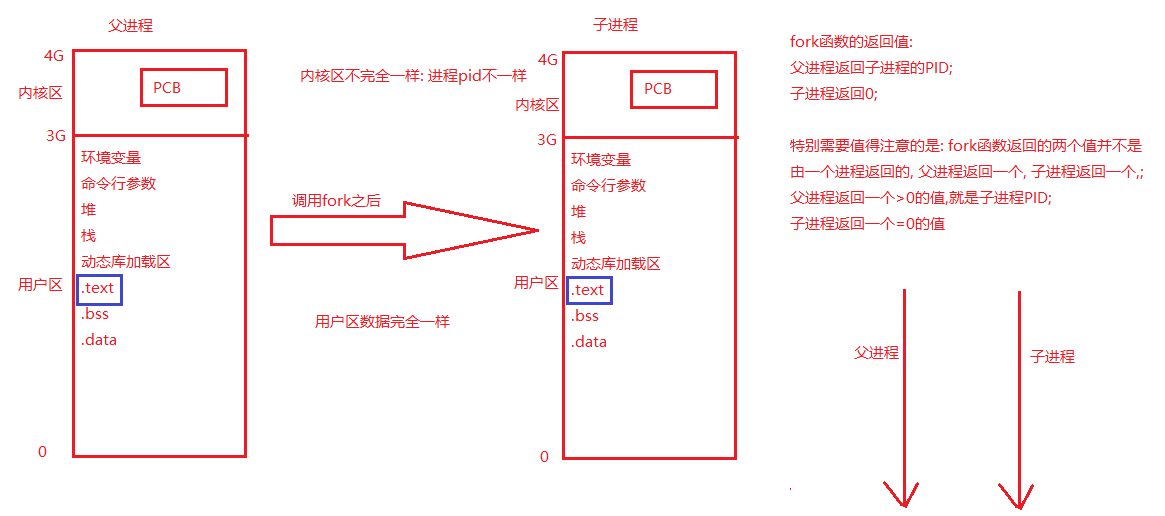 父进程
4G
内核区
PCB
3G
环境变量
命令行参数
堆
栈
动态库加载区
用户区
.text
.bss
.data
0
内核区不完全一样: 进程pid不一样
调用fork之后
用户区数据完全一样
子进程
4G
内核区
PCB
3G
环境变量
命令行参数
堆
栈
动态库加载区
用户区
.text
.bss
.data
0
fork函数的返回值:
父进程返回子进程的PID;
子进程返回0;
特别需要值得注意的是: fork函数返回的两个值并不是
由一个进程返回的, 父进程返回一个, 子进程返回一个,;
父进程返回一个>0的值,就是子进程PID;
子进程返回一个=0的值
父进程
子进程